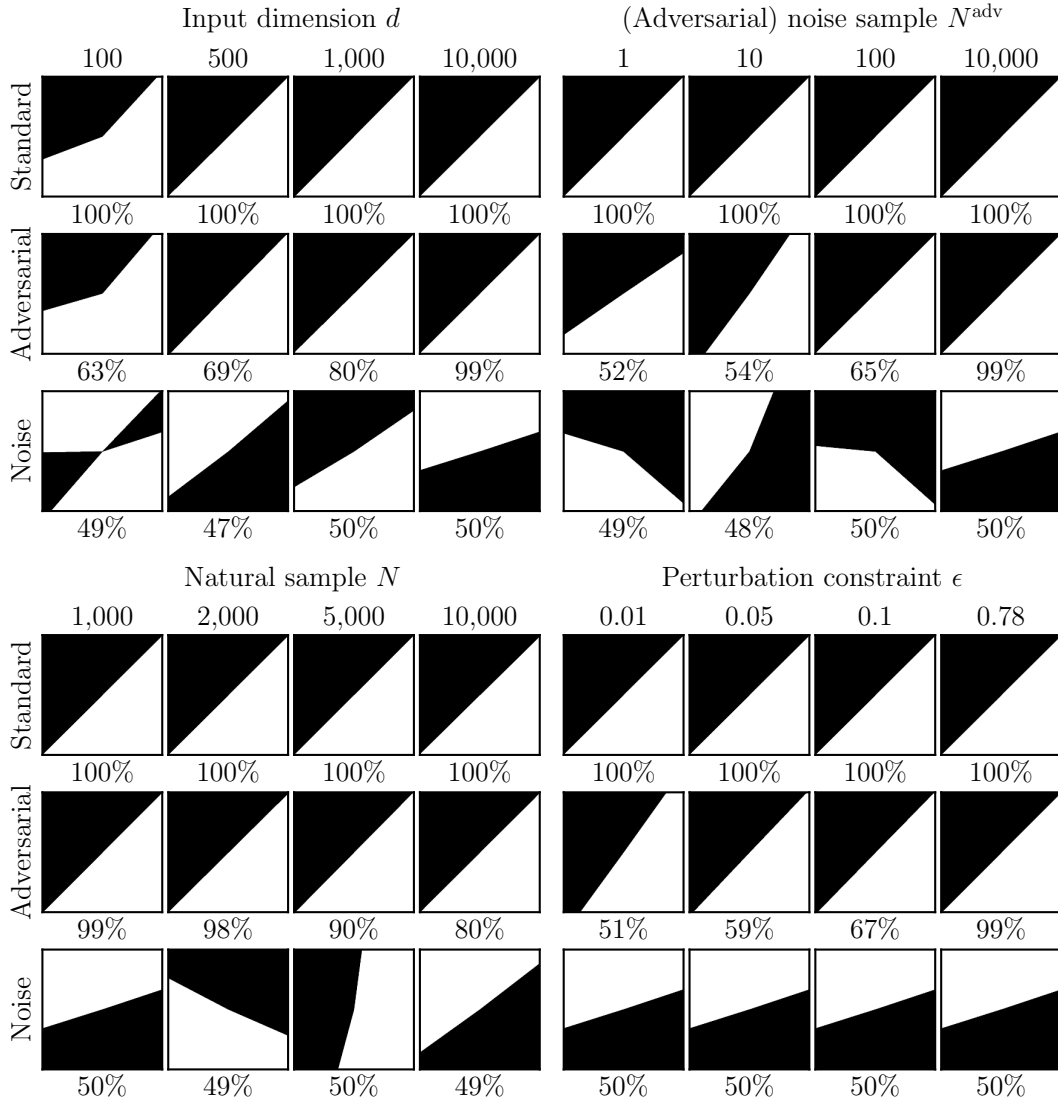 Input dimension d
100 500 1,000 10,000
Standard
100% 100% 100% 100%
Adversarial
63% 69% 80% 99%
Noise
49% 47% 50% 50%
(Adversarial) noise sample N^adv
1 10 100 10,000
100% 100% 100% 100%
52% 54% 65% 99%
49% 48% 50% 50%
Natural sample N
1,000 2,000 5,000 10,000
Standard
100% 100% 100% 100%
Adversarial
99% 98% 90% 80%
Noise
50% 49% 50% 49%
Perturbation constraint ϵ
0.01 0.05 0.1 0.78
100% 100% 100% 100%
51% 59% 67% 99%
50% 50% 50% 50%